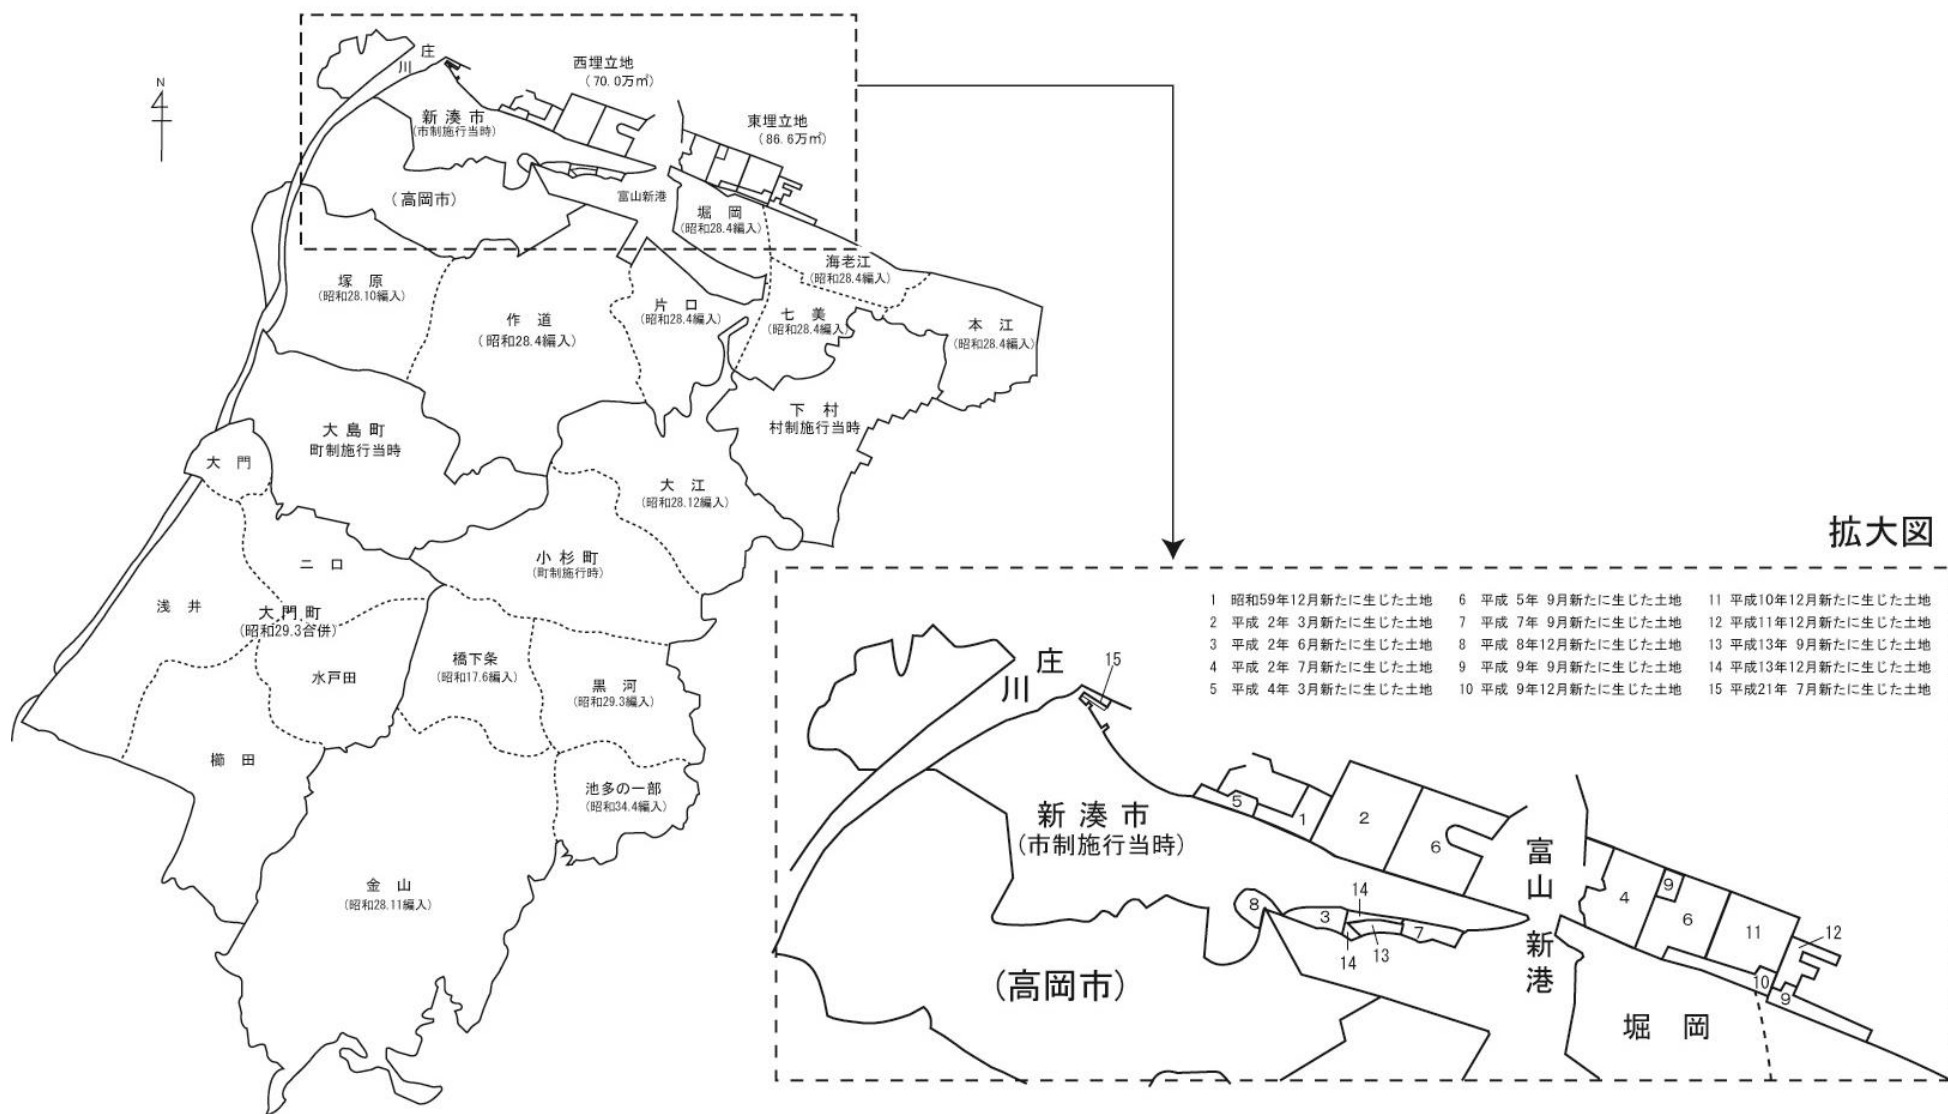 N
庄
川
西埋立地
(70.0万㎡)
新湊市
(市制施行当時)
東埋立地
(86.6万㎡)
(高岡市)
富山新港
堀岡
(昭和28.4編入)
海老江
(昭和28.4編入)
塚原
(昭和28.10編入)
作道
(昭和28.4編入)
片口
(昭和28.4編入)
七美
(昭和28.4編入)
本江
(昭和28.4編入)
下村
村制施行当時
大島町
町制施行当時
大門
大江
(昭和28.12編入)
小杉町
(町制施行時)
二口
浅井
大門町
(昭和29.3合併)
水戸田
橋下条
(昭和17.6編入)
黒河
(昭和29.3編入)
櫛田
池多の一部
(昭和34.4編入)
金山
(昭和28.11編入)
拡大図
1 昭和59年12月新たに生じた土地
2 平成 2年 3月新たに生じた土地
3 平成 2年 6月新たに生じた土地
4 平成 2年 7月新たに生じた土地
5 平成 4年 3月新たに生じた土地
6 平成 5年 9月新たに生じた土地
7 平成 7年 9月新たに生じた土地
8 平成 8年12月新たに生じた土地
9 平成 9年 9月新たに生じた土地
10 平成 9年12月新たに生じた土地
11 平成10年12月新たに生じた土地
12 平成11年12月新たに生じた土地
13 平成13年 9月新たに生じた土地
14 平成13年12月新たに生じた土地
15 平成21年 7月新たに生じた土地
庄
川
15
新湊市
(市制施行当時)
5
1
2
6
富山新港
14
8
3
7
14
13
4
9
6
11
12
10
9
(高岡市)
堀岡